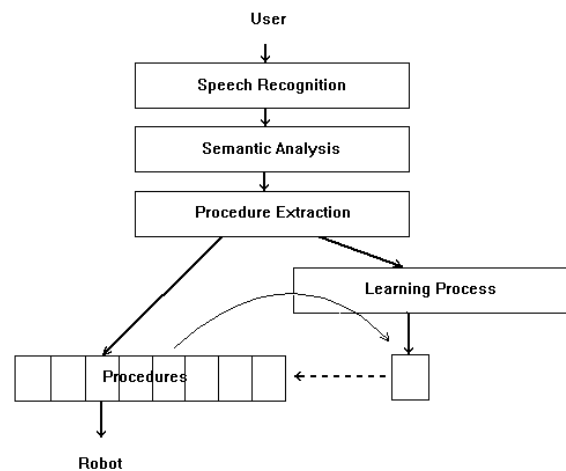 User
Speech Recognition
Semantic Analysis
Procedure Extraction
Learning Process
Procedures
Robot